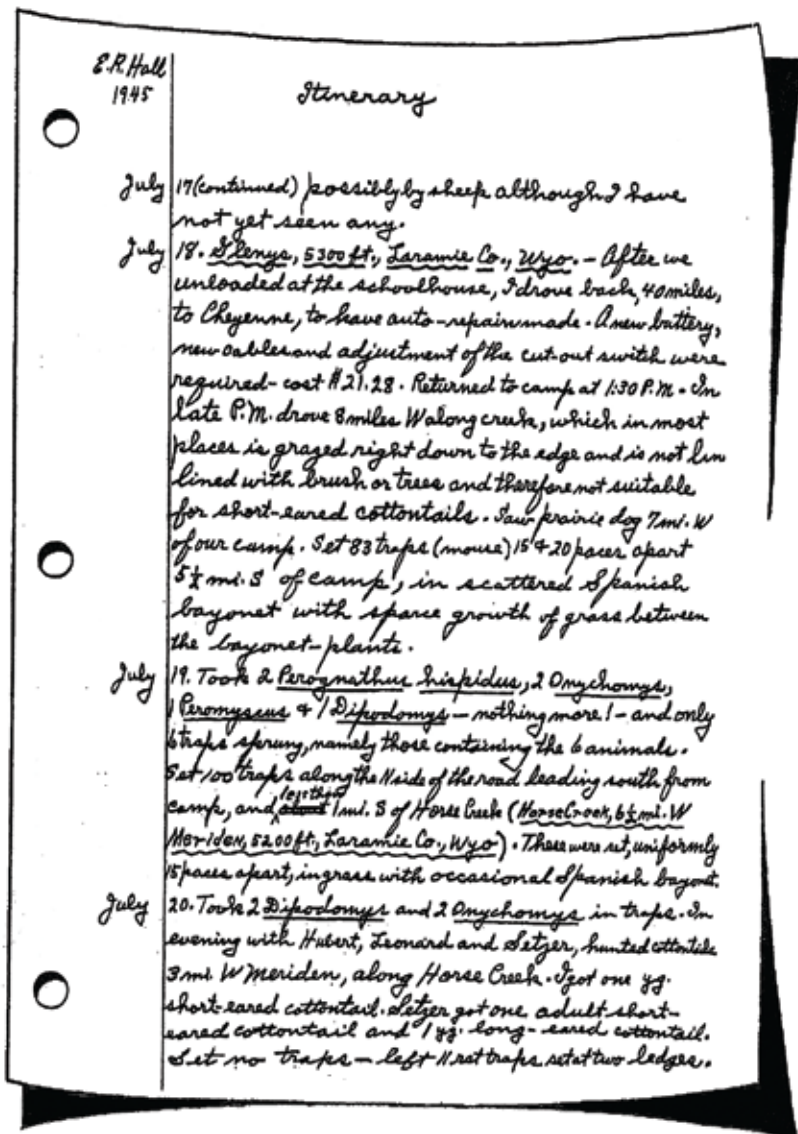 E.R. Hall
1945
Itinerary
July 17 (continued) possibly by sheep although I have
not yet seen any.
July 18. Glenys, 5300 ft., Laramie Co., Wyo. – After we
unloaded at the schoolhouse, I drove back, 40 miles,
to Cheyenne, to have auto-repair made. A new battery,
new cables and adjustment of the cut-out switch were
required – cost $21.28. Returned to camp at 1:30 P.M. – In
late P.M. drove 8 miles W along creek, which in most
places is grazed right down to the edge and is not lin
lined with brush or trees and therefore not suitable
for short-eared cottontails. Saw prairie dog 7 mi. W
of our camp. Set 83 traps (mouse) 15 & 20 paces apart
5½ mi. S of camp, in scattered Spanish
bayonet with sparce growth of grass between
the bayonet-plants.
July 19. Took 2 Perognathus hispidus, 2 Onychomys,
1 Peromyscus & 1 Dipodomys – nothing more! – and only
6 traps sprung, namely those containing the 6 animals.
Set 100 traps along the N side of the road leading south from
less than
camp, and about 1 mi. S of Horse Creek (Horse Creek, 6½ mi. W
Meriden, 5200 ft., Laramie Co., Wyo). These were set, uniformly
15 paces apart, in grass with occasional Spanish bayonet.
July 20. Took 2 Dipodomys and 2 Onychomys in traps. In
evening with Hubert, Leonard and Setzer, hunted cottontails
3 mi W Meriden, along Horse Creek. I got one yg.
short-eared cottontail. Setzer got one adult short-
eared cottontail and 1 yg. long-eared cottontail.
Set no traps – left 11 rat traps set at two ledges.